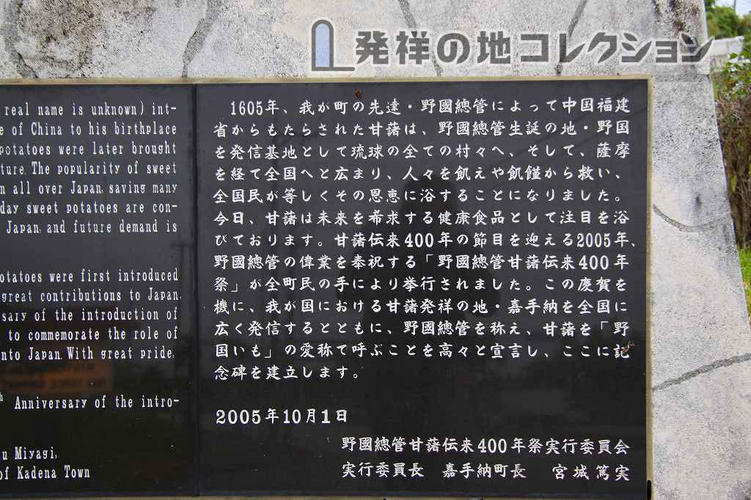 発祥の地コレクション
real name is unknown) int-
e of China to his birthplace
potatoes were later brought
ture. The popularity of sweet
n all over Japan, saving many
day sweet potatoes are con-
Japan, and future demand is
otatoes were first introduced
great contributions to Japan.
sary of the introduction of
to commemorate the role of
nto Japan. With great pride,
th Anniversary of the intro-
u Miyagi,
of Kadena Town
1605年、我が町の先達・野國總管によって中国福建
省からもたらされた甘藷は、野國總管生誕の地・野国
を発信基地として琉球の全ての村々へ、そして、薩摩
を経て全国へと広まり、人々を飢えや飢饉から救い、
全国民が等しくその恩恵に浴することになりました。
今日、甘藷は未来を希求する健康食品として注目を浴
びております。甘藷伝来400年の節目を迎える2005年、
野國總管の偉業を奉祝する「野國總管甘藷伝来400年
祭」が全町民の手により挙行されました。この慶賀を
機に、我が国における甘藷発祥の地・嘉手納を全国に
広く発信するとともに、野國總管を称え、甘藷を「野
国いも」の愛称で呼ぶことを高々と宣言し、ここに記
念碑を建立します。
2005年10月1日
野國總管甘藷伝来400年祭実行委員会
実行委員長 嘉手納町長 宮城篤実